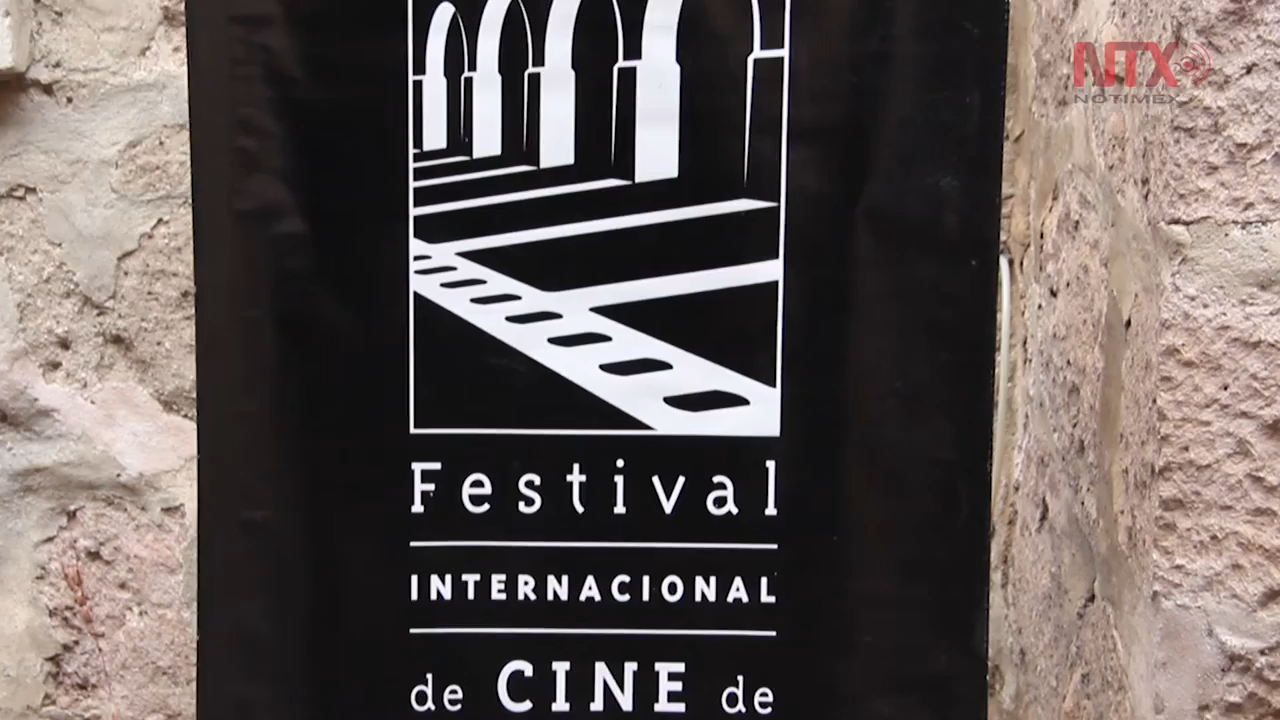 NTX
NOTIMEX
Festival
INTERNACIONAL
de CINE de